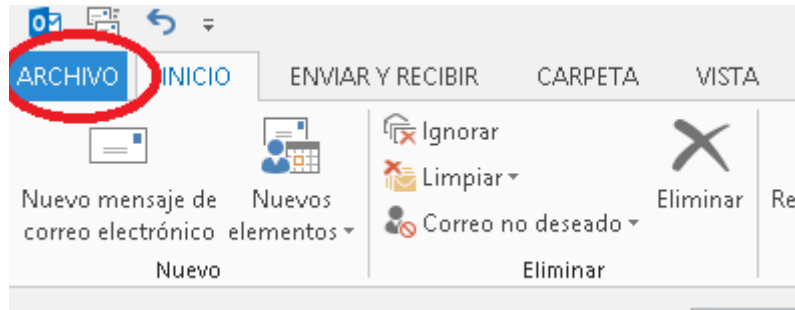 ARCHIVO INICIO ENVIAR Y RECIBIR CARPETA VISTA
Ignorar
Limpiar
Nuevo mensaje de
correo electrónico
Nuevos
elementos
Correo no deseado
Eliminar
Re
Nuevo
Eliminar